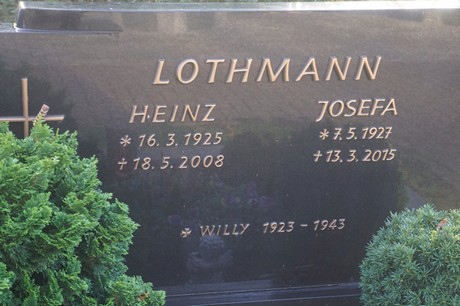 LOTHMANN
HEINZ JOSEFA
* 16.3.1925 * 7.5.1927
† 18.5.2008 † 13.3.2015
✠ WILLY 1923 - 1943